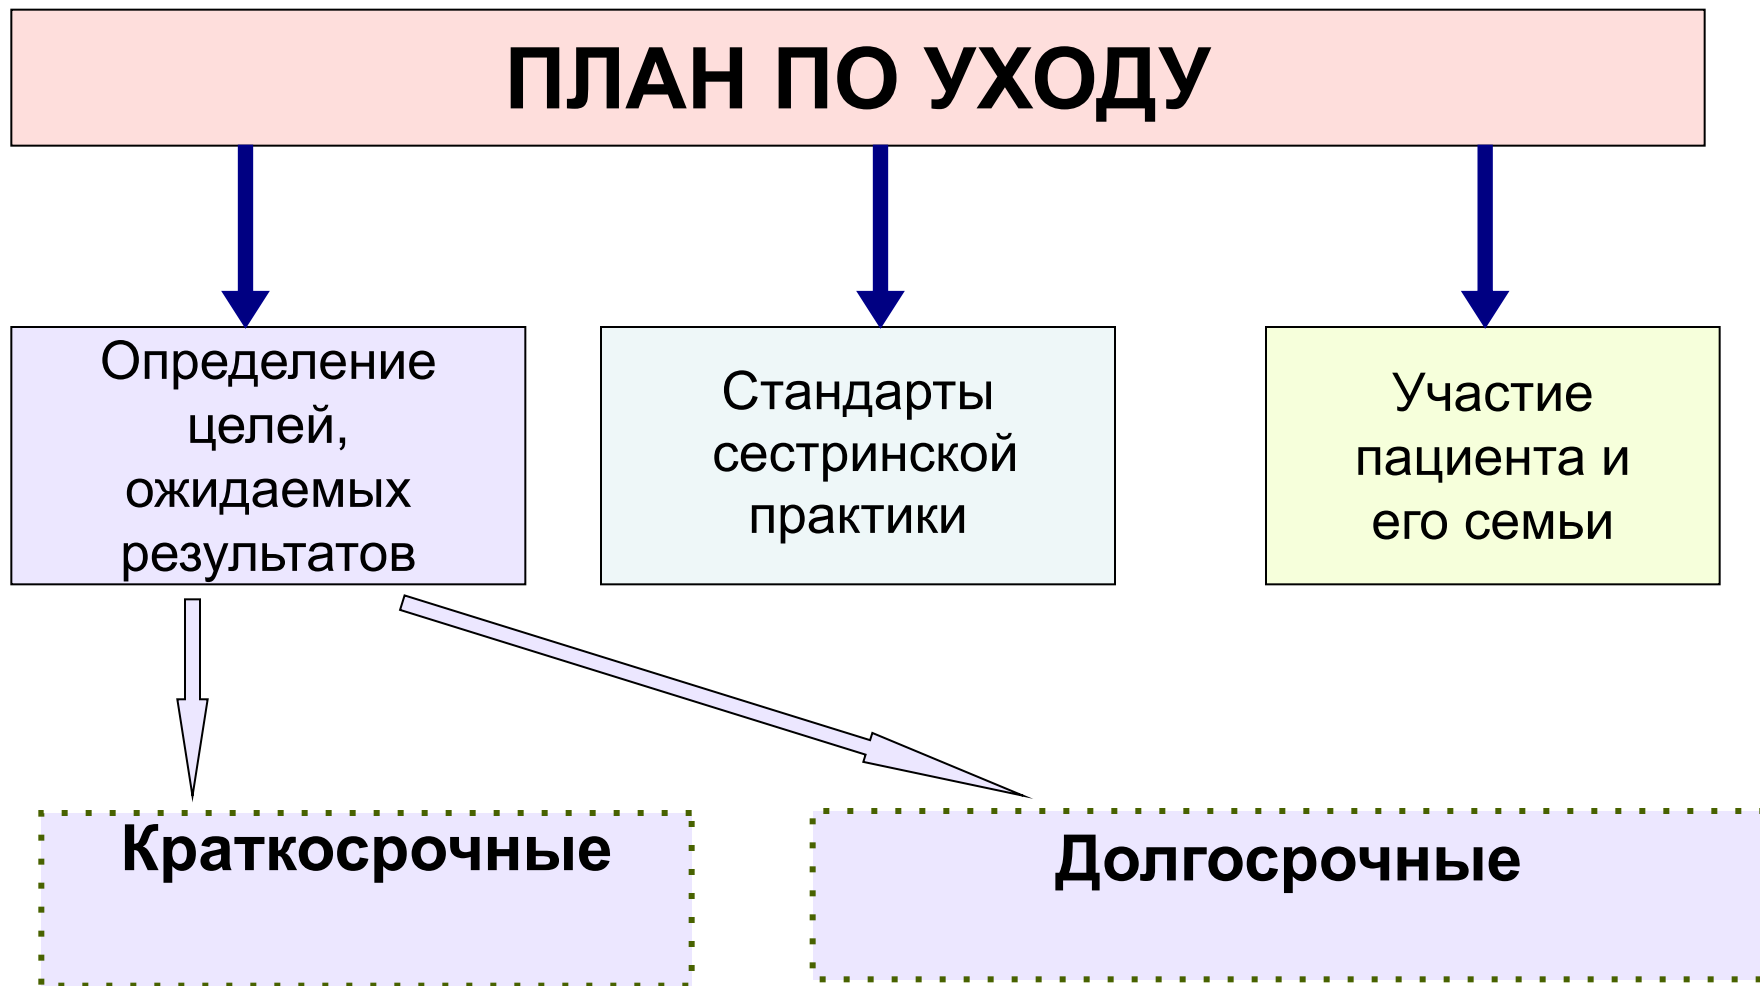 ПЛАН ПО УХОДУ
Определение
целей,
ожидаемых
результатов
Стандарты
сестринской
практики
Участие
пациента и
его семьи
Краткосрочные
Долгосрочные